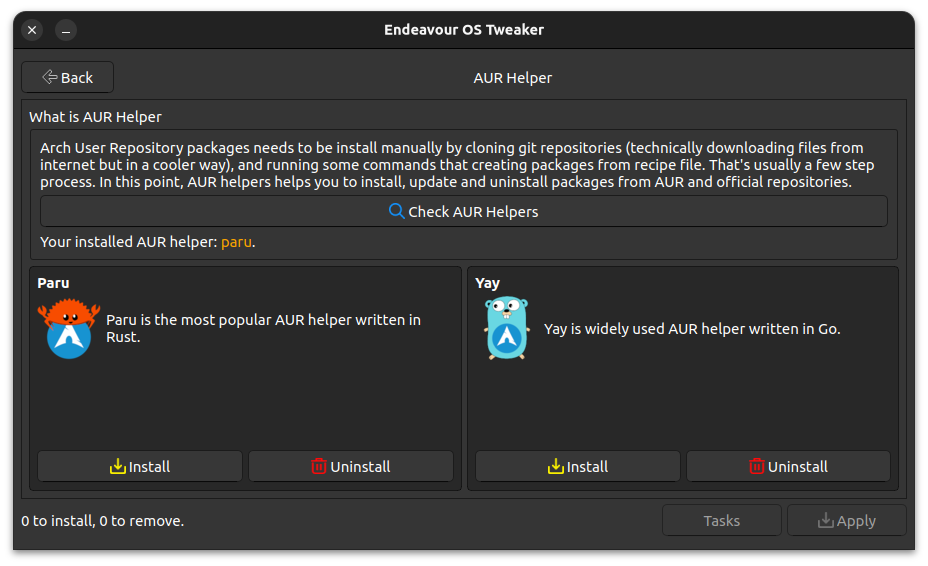 Endeavour OS Tweaker
Back
AUR Helper
What is AUR Helper
Arch User Repository packages needs to be install manually by cloning git repositories (technically downloading files from
internet but in a cooler way), and running some commands that creating packages from recipe file. That's usually a few step
process. In this point, AUR helpers helps you to install, update and uninstall packages from AUR and official repositories.
Check AUR Helpers
Your installed AUR helper: paru.
Paru
Paru is the most popular AUR helper written in
Rust.
Install
Uninstall
Yay
Yay is widely used AUR helper written in Go.
Install
Uninstall
0 to install, 0 to remove.
Tasks
Apply